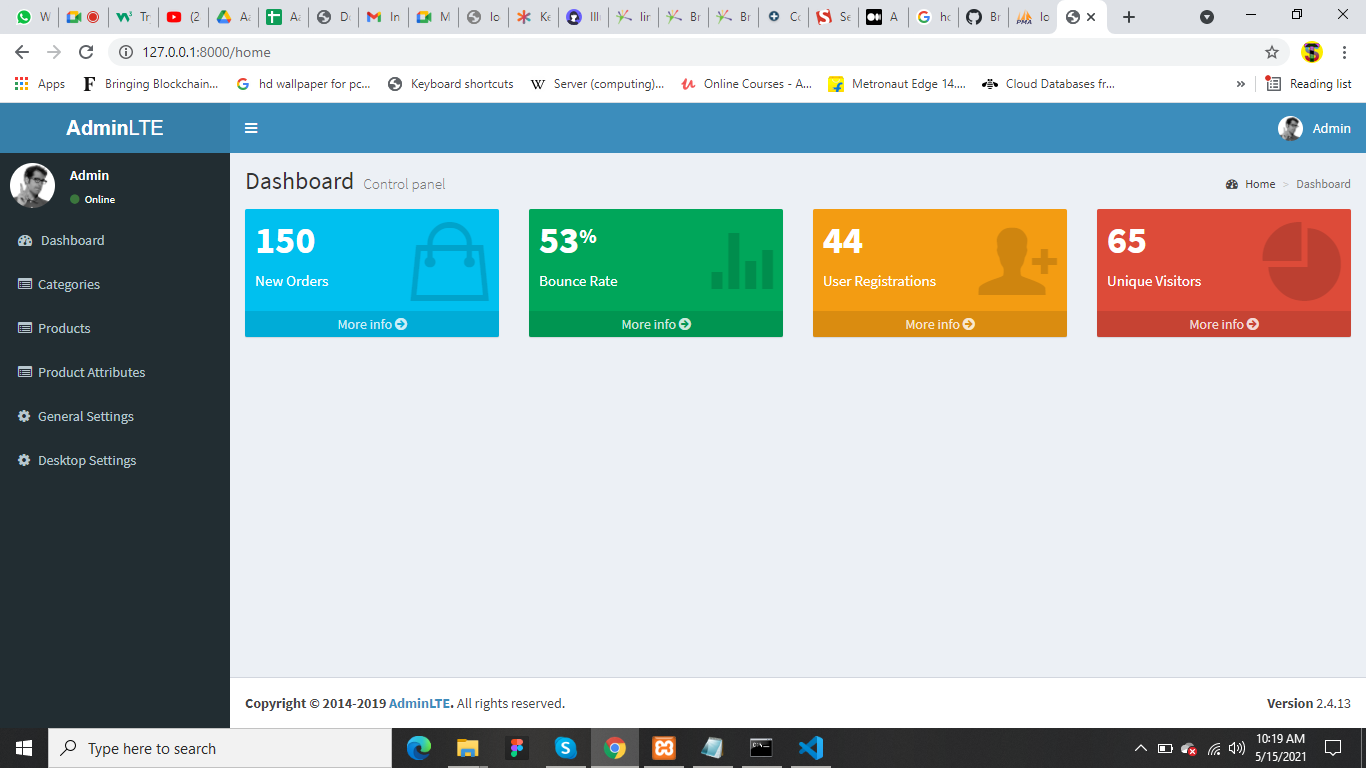 W
Tr
(2
A
A
D
In
M
lo
Ke
Ill
lir
Br
Br
Cc
Se
A
hc
Br
lo
127.0.0.1:8000/home
Apps
Bringing Blockchain...
hd wallpaper for pc...
Keyboard shortcuts
Server (computing)...
Online Courses - A...
Metronaut Edge 14....
Cloud Databases fr...
»
Reading list
AdminLTE
Admin
Admin
Online
Dashboard
Categories
Products
Product Attributes
General Settings
Desktop Settings
Dashboard Control panel
Home > Dashboard
150
New Orders
More info
53%
Bounce Rate
More info
44
User Registrations
More info
65
Unique Visitors
More info
Copyright © 2014-2019 AdminLTE. All rights reserved.
Version 2.4.13
Type here to search
10:19 AM
5/15/2021